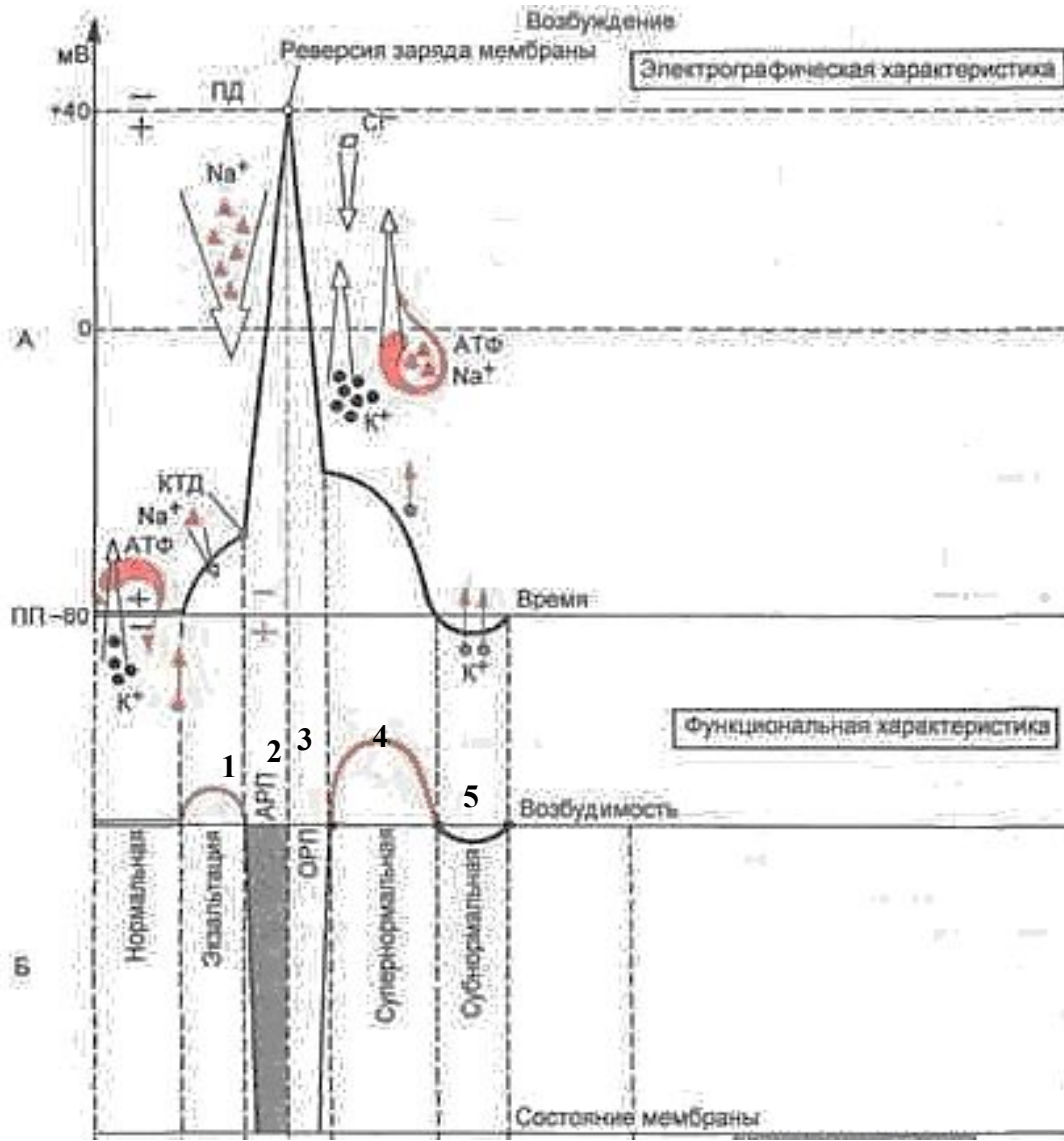 Возбуждение
мВ
Реверсия заряда мембраны
Электрографическая характеристика
ПД
+40
−
+
Cl⁻
Na⁺
0
А
АТФ
Na⁺
К⁺
КТД
Na⁺
АТФ
+
−
ПП −80
Время
− +
К⁺
К⁺
Функциональная характеристика
1
2
3
4
5
Возбудимость
Нормальная
Экзальтация
АРП
ОРП
Супернормальная
Субнормальная
Б
Состояние мембраны